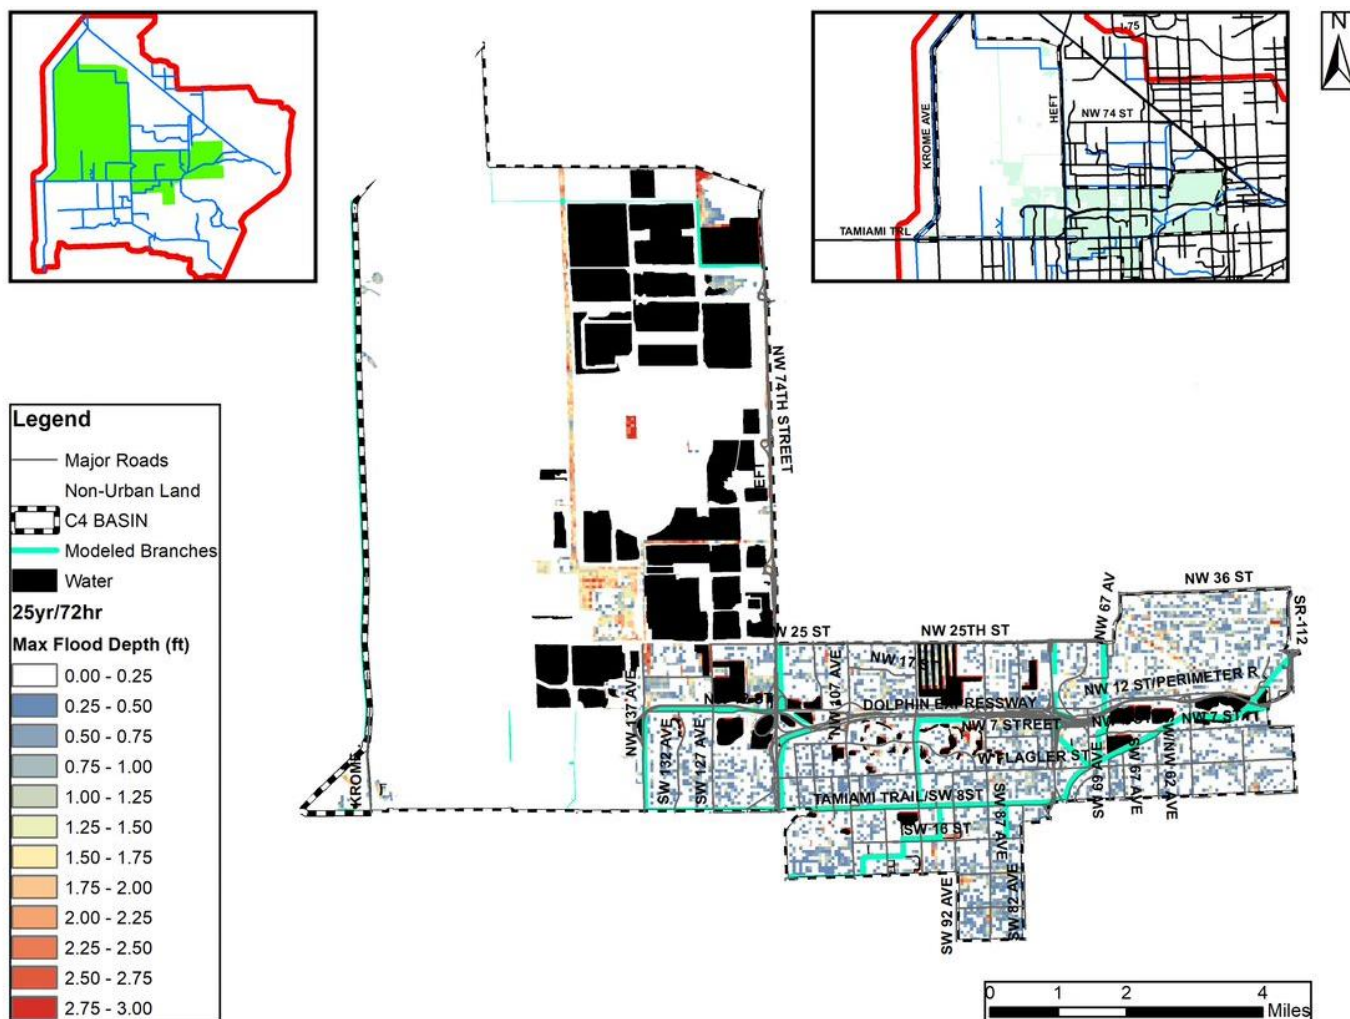 I-75
KROME AVE
HEFT
NW 74 ST
TAMIAMI TRL
N
NW 74TH STREET
EFT
Legend
Major Roads
Non-Urban Land
C4 BASIN
Modeled Branches
Water
25yr/72hr
Max Flood Depth (ft)
0.00 - 0.25
0.25 - 0.50
0.50 - 0.75
0.75 - 1.00
1.00 - 1.25
1.25 - 1.50
1.50 - 1.75
1.75 - 2.00
2.00 - 2.25
2.25 - 2.50
2.50 - 2.75
2.75 - 3.00
NW 36 ST
NW 67 AV
SR-112
W 25 ST
NW 25TH ST
NW 17 ST
NW 107 AVE
NW 12 ST/PERIMETER R
DOLPHIN EXPRESSWAY
NW 7 STREET
NW 7 ST
NW 137 AVE
SW 132 AVE
SW 127 AVE
W FLAGLER ST
SW 69 AVE
SW 67 AVE
SW/NW 62 AVE
KROME
TAMIAMI TRAIL/SW 8ST
SW 87 AVE
SW 16 ST
SW 92 AVE
SW 82 AVE
0 1 2 4
Miles